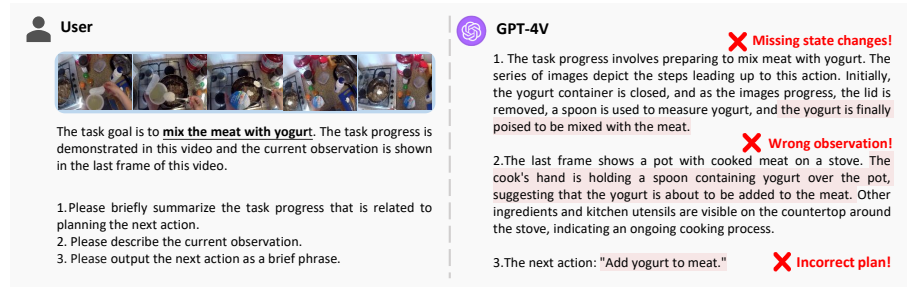 User
The task goal is to mix the meat with yogurt. The task progress is
demonstrated in this video and the current observation is shown
in the last frame of this video.
1.Please briefly summarize the task progress that is related to
planning the next action.
2. Please describe the current observation.
3. Please output the next action as a brief phrase.
GPT-4V
Missing state changes!
1. The task progress involves preparing to mix meat with yogurt. The
series of images depict the steps leading up to this action. Initially,
the yogurt container is closed, and as the images progress, the lid is
removed, a spoon is used to measure yogurt, and the yogurt is finally
poised to be mixed with the meat.
Wrong observation!
2.The last frame shows a pot with cooked meat on a stove. The
cook's hand is holding a spoon containing yogurt over the pot,
suggesting that the yogurt is about to be added to the meat. Other
ingredients and kitchen utensils are visible on the countertop around
the stove, indicating an ongoing cooking process.
3.The next action: "Add yogurt to meat."
Incorrect plan!